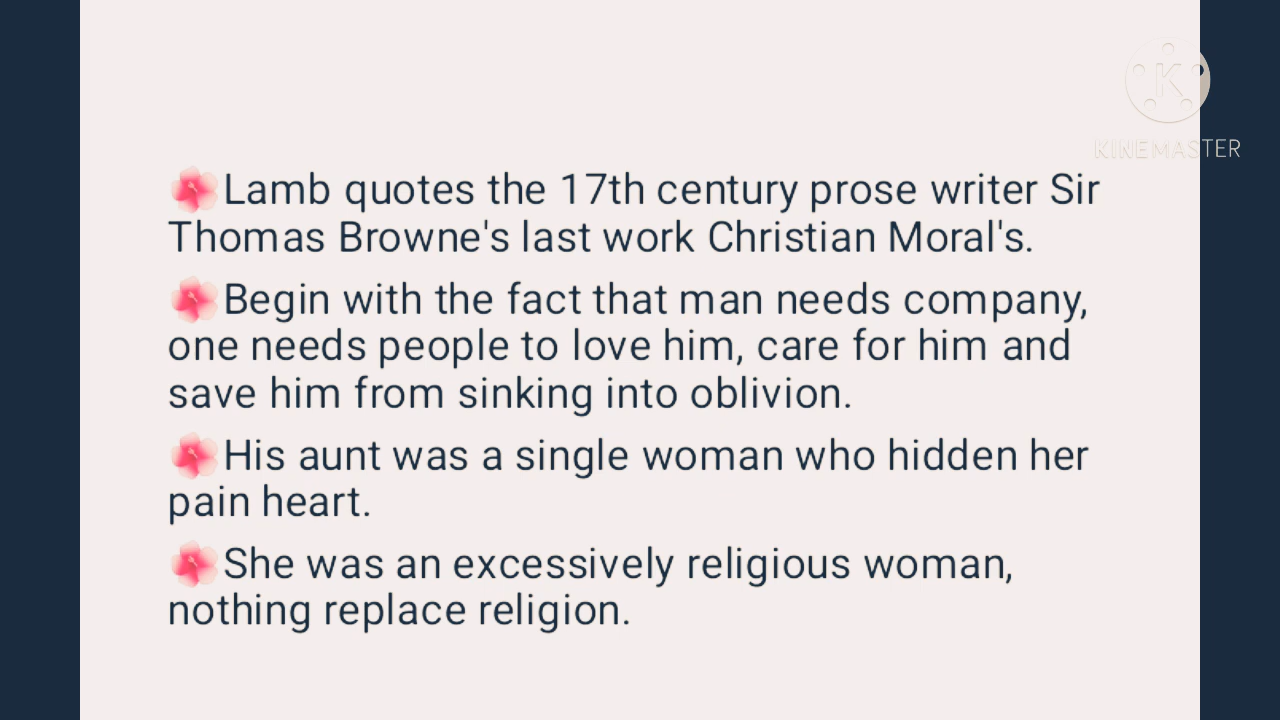 KINEMASTER
🌺Lamb quotes the 17th century prose writer Sir
Thomas Browne's last work Christian Moral's.
🌺Begin with the fact that man needs company,
one needs people to love him, care for him and
save him from sinking into oblivion.
🌺His aunt was a single woman who hidden her
pain heart.
🌺She was an excessively religious woman,
nothing replace religion.